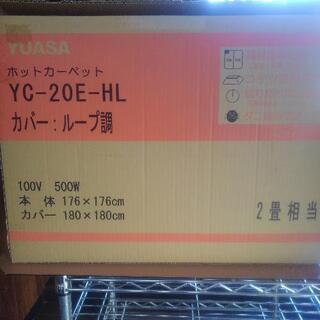 YUASA
ホットカーペット
YC-20E-HL
カバー:ループ調
100V 500W
本体 176×176cm
カバー 180×180cm
2畳相当